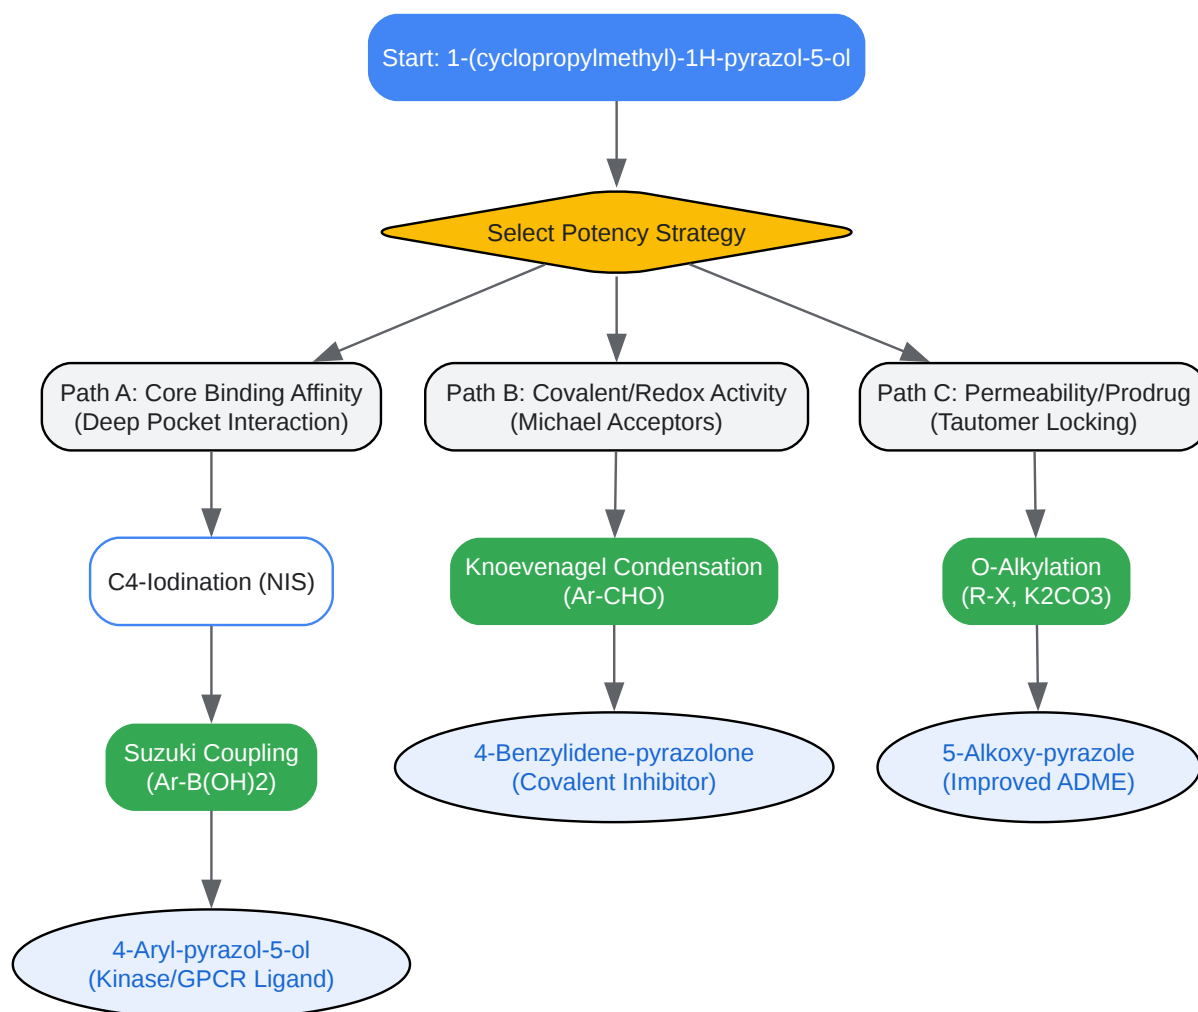 Start: 1-(cyclopropylmethyl)-1H-pyrazol-5-ol
Select Potency Strategy
Path A: Core Binding Affinity
(Deep Pocket Interaction)
Path B: Covalent/Redox Activity
(Michael Acceptors)
Path C: Permeability/Prodrug
(Tautomer Locking)
C4-Iodination (NIS)
Knoevenagel Condensation
(Ar-CHO)
O-Alkylation
(R-X, K2CO3)
Suzuki Coupling
(Ar-B(OH)2)
4-Benzylidene-pyrazolone
(Covalent Inhibitor)
5-Alkoxy-pyrazole
(Improved ADME)
4-Aryl-pyrazol-5-ol
(Kinase/GPCR Ligand)